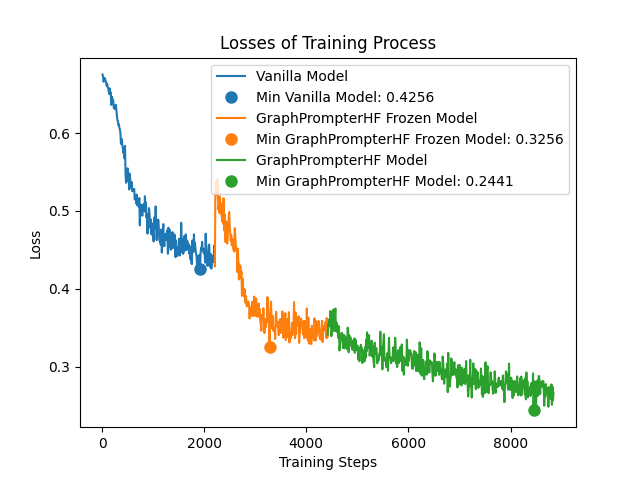 Losses of Training Process
Vanilla Model
Min Vanilla Model: 0.4256
GraphPrompterHF Frozen Model
Min GraphPrompterHF Frozen Model: 0.3256
GraphPrompterHF Model
Min GraphPrompterHF Model: 0.2441
Loss
0.6
0.5
0.4
0.3
0
2000
4000
6000
8000
Training Steps